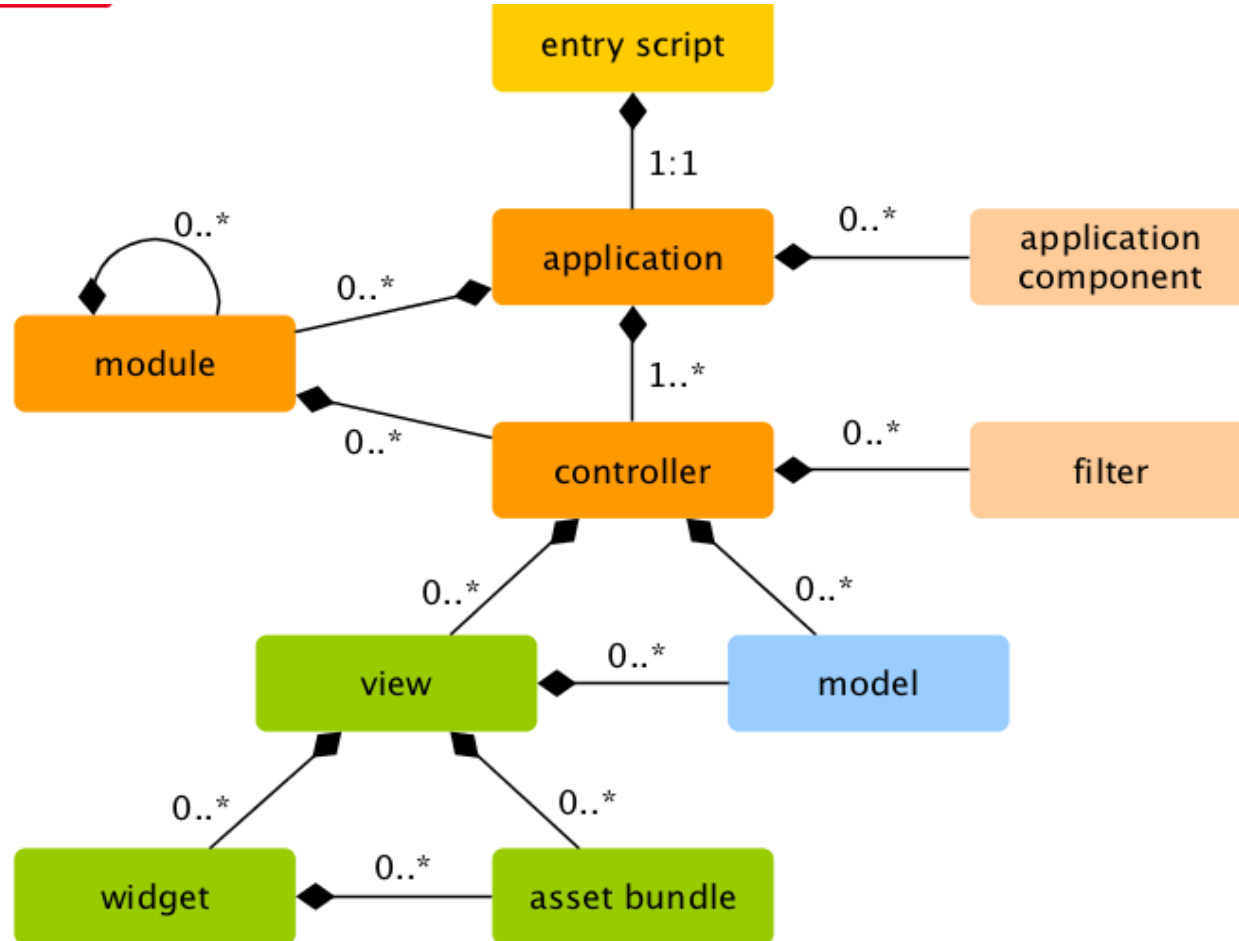 entry script
1:1
0..*
0..*
application
application
component
0..*
module
1..*
0..*
controller
0..*
filter
0..*
0..*
view
0..*
model
0..*
0..*
widget
0..*
asset bundle